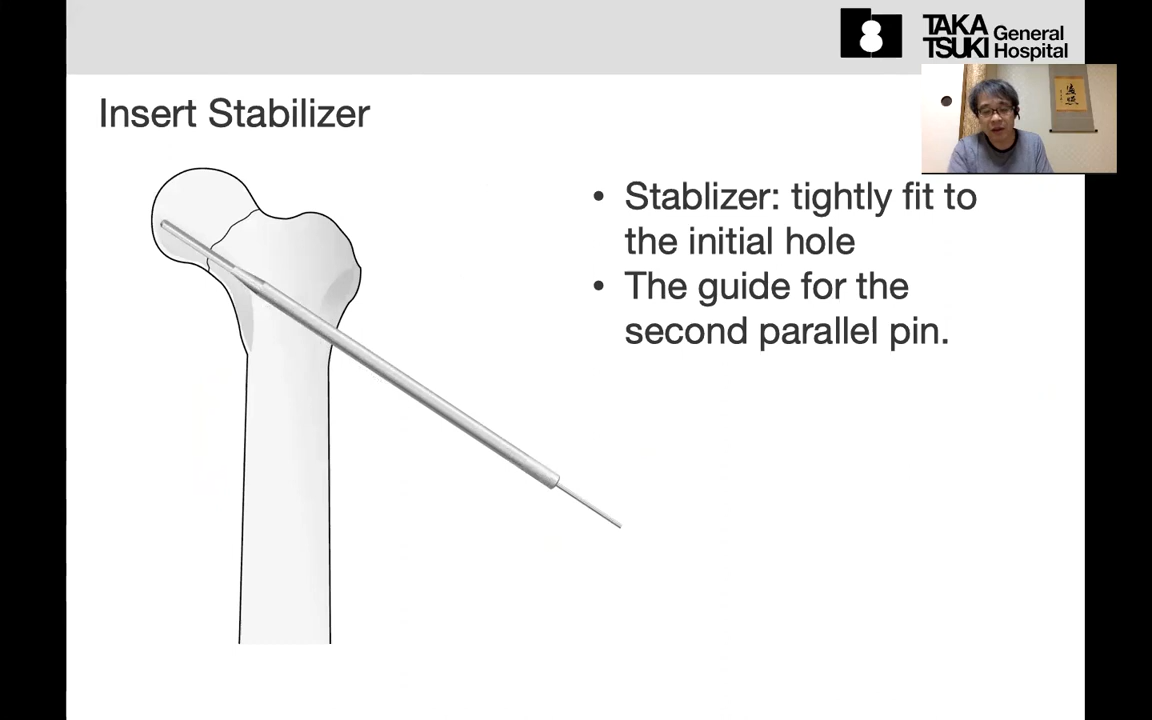 TAKA
TSUKI General
Hospital
Insert Stabilizer
• Stablizer: tightly fit to
the initial hole
• The guide for the
second parallel pin.